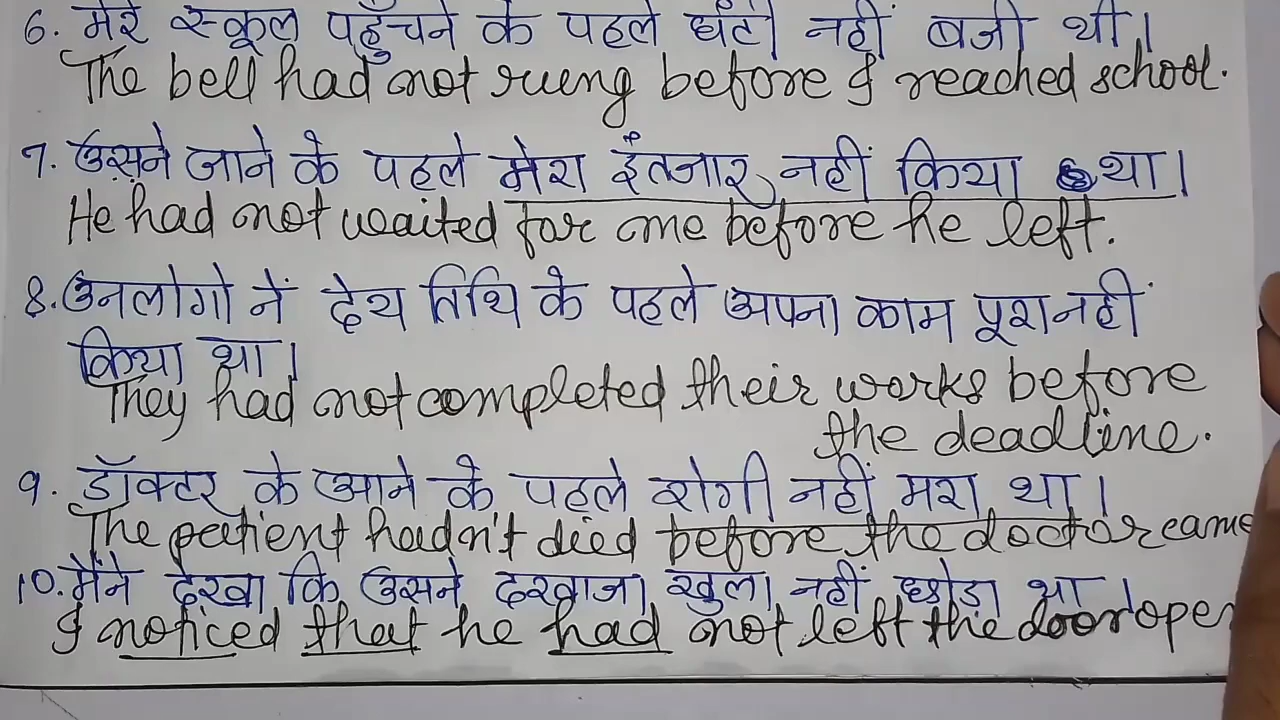 6. मेरे स्कूल पहुँचने के पहले घंटी नहीं बजी थी।
The bell had not rung before I reached school.
7. उसने जाने के पहले मेरा इंतजार नहीं किया था।
He had not waited for me before he left.
8. उनलोगो नें देय तिथि के पहले अपना काम पूरा नहीं
किया था।
They had not completed their works before
the deadline.
9. डॉक्टर के आने के पहले रोगी नहीं मरा था।
The patient hadn't died before the doctor came
10. मैंने देखा कि उसने दरवाजा खुला नहीं छोड़ा था।
I noticed that he had not left the door open